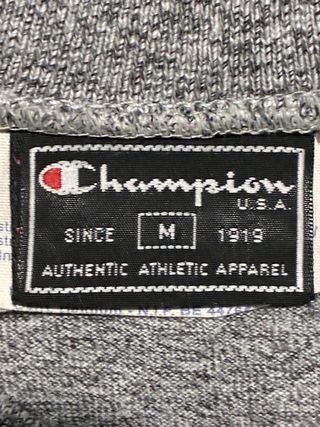 Champion
U.S.A.
SINCE M 1919
AUTHENTIC ATHLETIC APPAREL